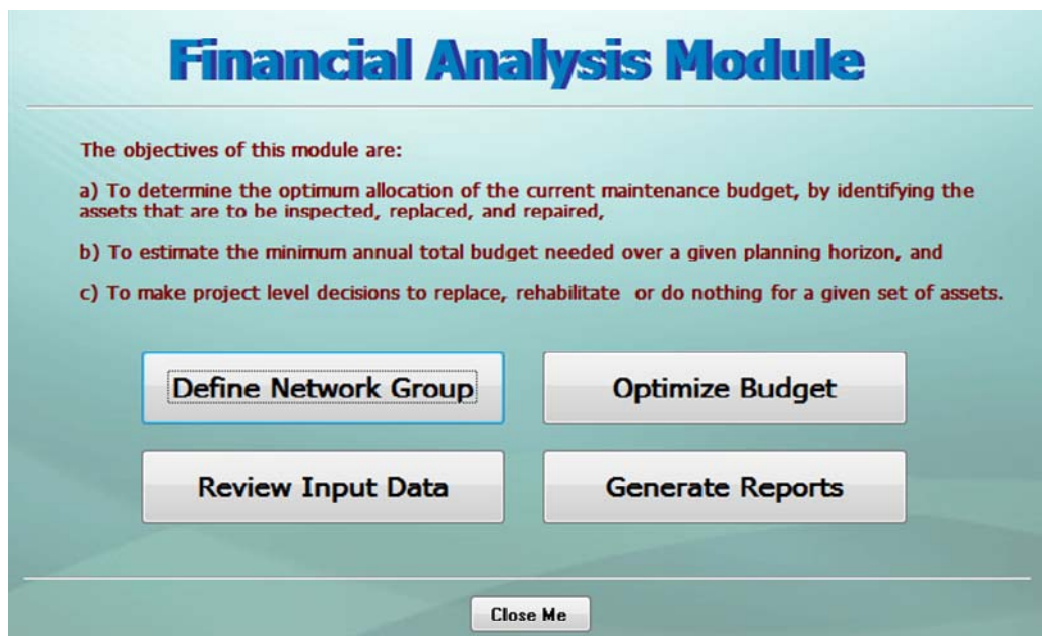 Financial Analysis Module
The objectives of this module are:
a) To determine the optimum allocation of the current maintenance budget, by identifying the
assets that are to be inspected, replaced, and repaired,
b) To estimate the minimum annual total budget needed over a given planning horizon, and
c) To make project level decisions to replace, rehabilitate or do nothing for a given set of assets.
Define Network Group
Optimize Budget
Review Input Data
Generate Reports
Close Me